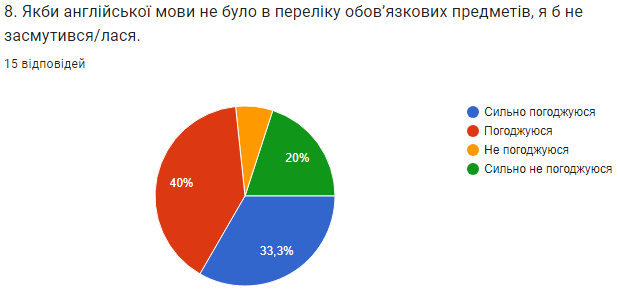 8. Якби англійської мови не було в переліку обов’язкових предметів, я б не
засмутився/лася.
15 відповідей
Сильно погоджуюся
Погоджуюся
Не погоджуюся
Сильно не погоджуюся
20%
40%
33,3%